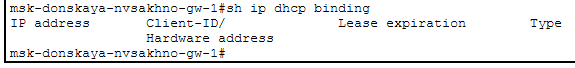 msk-donskaya-nvsakhno-gw-1#sh ip dhcp binding
IP address       Client-ID/              Lease expiration        Type
                 Hardware address
msk-donskaya-nvsakhno-gw-1#